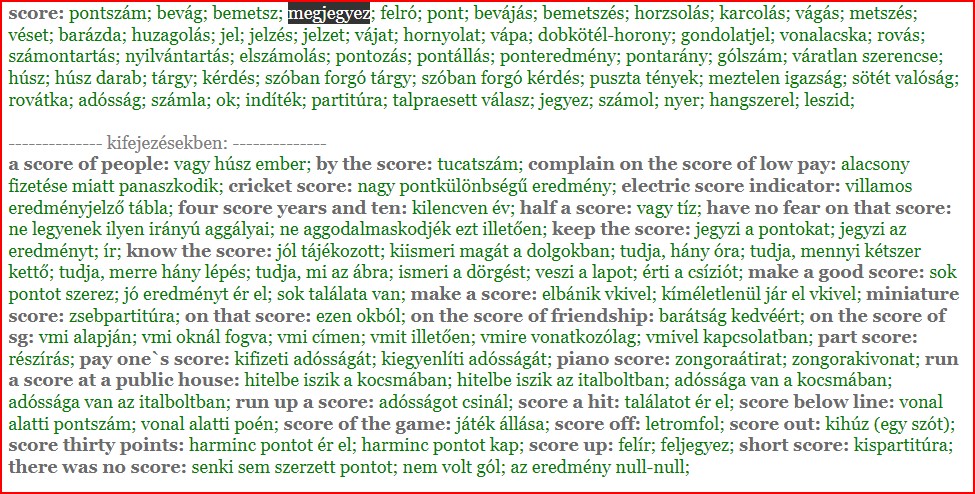 score: pontszám; bevág; bemetsz; megjegyez; felró; pont; bevájás; bemetszés; horzsolás; karcolás; vágás; metszés;
véset; barázda; huzagolás; jel; jelzés; jelzet; vájat; hornyolat; vápa; dobkötél-horony; gondolatjel; vonalacska; rovás;
számontartás; nyilvántartás; elszámolás; pontozás; pontállás; ponteredmény; pontarány; gólszám; váratlan szerencse;
húsz; húsz darab; tárgy; kérdés; szóban forgó tárgy; szóban forgó kérdés; puszta tények; meztelen igazság; sötét valóság;
rovátka; adósság; számla; ok; indíték; partitúra; talpraesett válasz; jegyez; számol; nyer; hangszerel; leszid;
-------------- kifejezésekben: --------------
a score of people: vagy húsz ember; by the score: tucatszám; complain on the score of low pay: alacsony
fizetése miatt panaszkodik; cricket score: nagy pontkülönbségű eredmény; electric score indicator: villamos
eredményjelző tábla; four score years and ten: kilencven év; half a score: vagy tíz; have no fear on that score:
ne legyenek ilyen irányú aggályai; ne aggodalmaskodjék ezt illetően; keep the score: jegyzi a pontokat; jegyzi az
eredményt; ír; know the score: jól tájékozott; kiismeri magát a dolgokban; tudja, hány óra; tudja, mennyi kétszer
kettő; tudja, merre hány lépés; tudja, mi az ábra; ismeri a dörgést; veszi a lapot; érti a csíziót; make a good score: sok
pontot szerez; jó eredményt ér el; sok találata van; make a score: elbánik vkivel; kíméletlenül jár el vkivel; miniature
score: zsebpartitúra; on that score: ezen okból; on the score of friendship: barátság kedvéért; on the score of
sg: vmi alapján; vmi oknál fogva; vmi címen; vmit illetően; vmire vonatkozólag; vmivel kapcsolatban; part score:
részírás; pay one`s score: kifizeti adósságát; kiegyenlíti adósságát; piano score: zongoraátirat; zongorakivonat; run
a score at a public house: hitelbe iszik a kocsmában; hitelbe iszik az italboltban; adóssága van a kocsmában;
adóssága van az italboltban; run up a score: adósságot csinál; score a hit: találatot ér el; score below line: vonal
alatti pontszám; vonal alatti poén; score of the game: játék állása; score off: letromfol; score out: kihúz (egy szót);
score thirty points: harminc pontot ér el; harminc pontot kap; score up: felír; feljegyez; short score: kispartitúra;
there was no score: senki sem szerzett pontot; nem volt gól; az eredmény null-null;